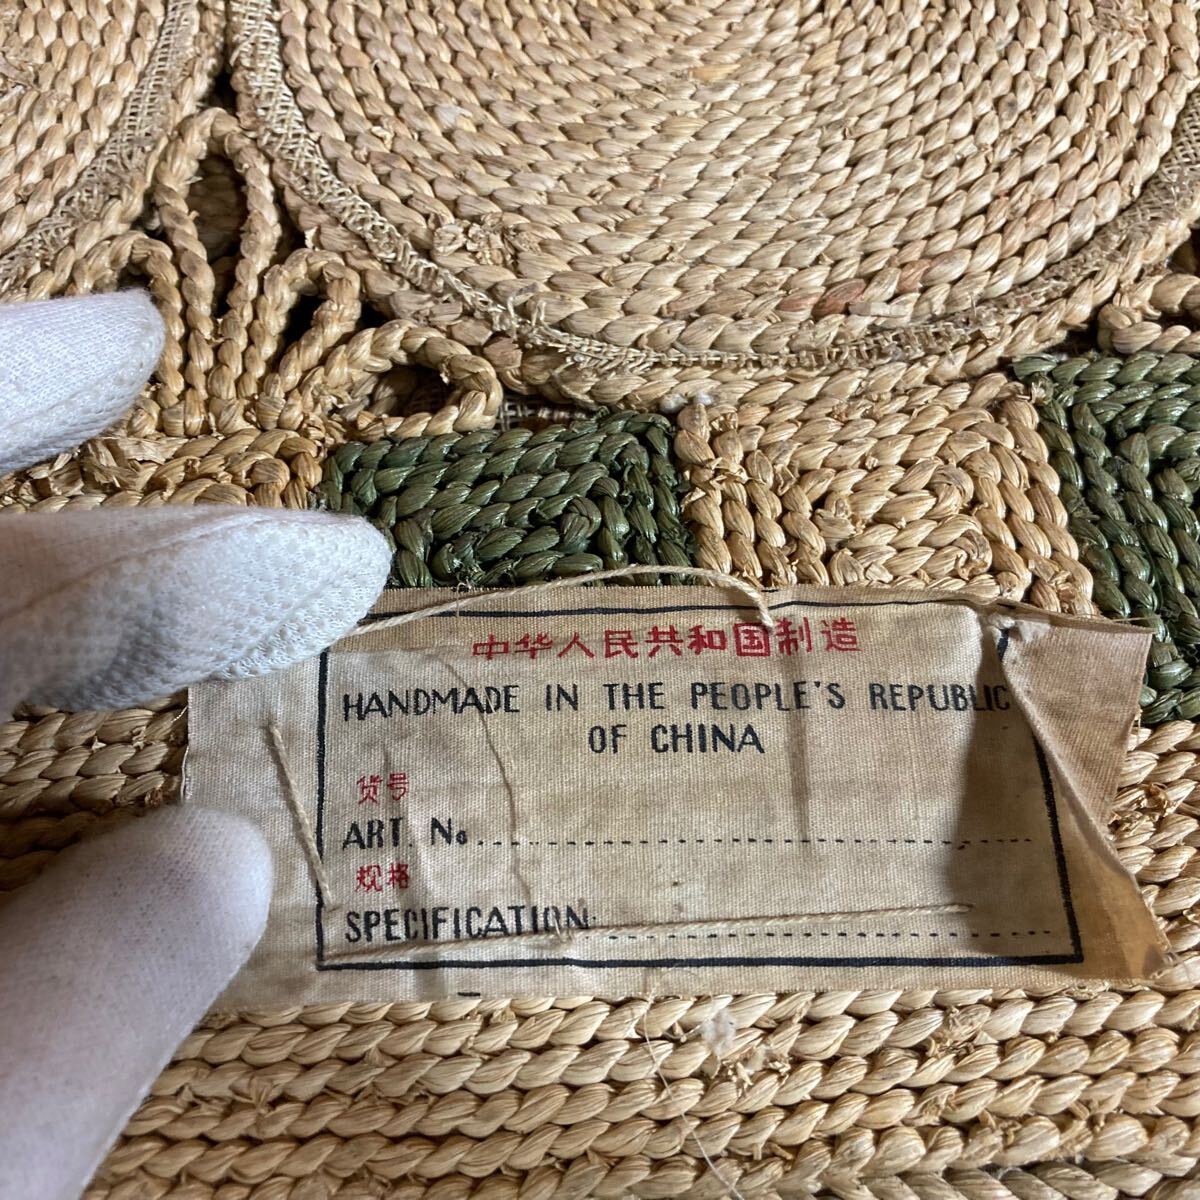 中华人民共和国制造
HANDMADE IN THE PEOPLE'S REPUBLIC
OF CHINA
货号
ART. No.
规格
SPECIFICATION: